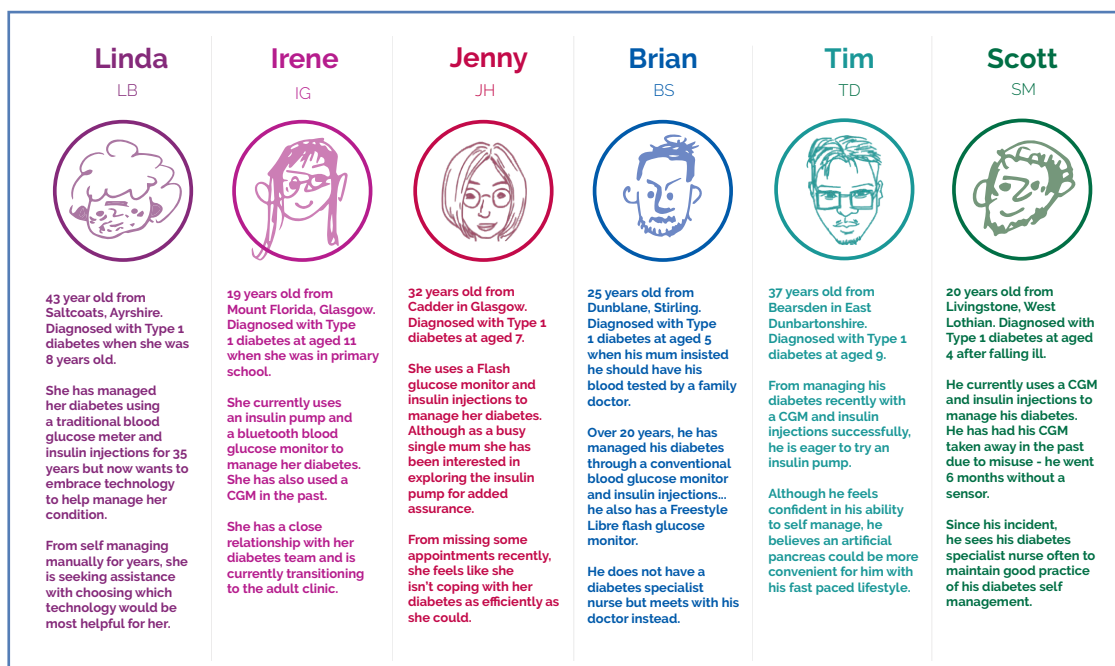 Linda
LB
43 year old from
Saltcoats, Ayrshire.
Diagnosed with Type 1
diabetes when she was
8 years old.
She has managed
her diabetes using
a traditional blood
glucose meter and
insulin injections for 35
years but now wants to
embrace technology
to help manage her
condition.
From self managing
manually for years, she
is seeking assistance
with choosing which
technology would be
most helpful for her.
Irene
IG
19 years old from
Mount Florida, Glasgow.
Diagnosed with Type
1 diabetes at aged 11
when she was in primary
school.
She currently uses
an insulin pump and
a bluetooth blood
glucose monitor to
manage her diabetes.
She has also used a
CGM in the past.
She has a close
relationship with her
diabetes team and is
currently transitioning
to the adult clinic.
Jenny
JH
32 years old from
Cadder in Glasgow.
Diagnosed with Type 1
diabetes at aged 7.
She uses a Flash
glucose monitor and
insulin injections to
manage her diabetes.
Although as a busy
single mum she has
been interested in
exploring the insulin
pump for added
assurance.
From missing some
appointments recently,
she feels like she
isn't coping with her
diabetes as efficiently as
she could.
Brian
BS
25 years old from
Dunblane, Stirling.
Diagnosed with Type
1 diabetes at aged 5
when his mum insisted
he should have his
blood tested by a family
doctor.
Over 20 years, he has
managed his diabetes
through a conventional
blood glucose monitor
and insulin injections...
he also has a Freestyle
Libre flash glucose
monitor.
He does not have a
diabetes specialist
nurse but meets with his
doctor instead.
Tim
TD
37 years old from
Bearsden in East
Dunbartonshire.
Diagnosed with Type 1
diabetes at aged 9.
From managing his
diabetes recently with
a CGM and insulin
injections successfully,
he is eager to try an
insulin pump.
Although he feels
confident in his ability
to self manage, he
believes an artificial
pancreas could be more
convenient for him with
his fast paced lifestyle.
Scott
SM
20 years old from
Livingstone, West
Lothian. Diagnosed with
Type 1 diabetes at aged
4 after falling ill.
He currently uses a CGM
and insulin injections to
manage his diabetes.
He has had his CGM
taken away in the past
due to misuse - he went
6 months without a
sensor.
Since his incident,
he sees his diabetes
specialist nurse often to
maintain good practice
of his diabetes self
management.